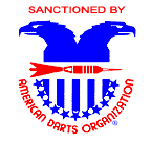 SANCTIONED BY
AMERICAN DARTS ORGANIZATION ®